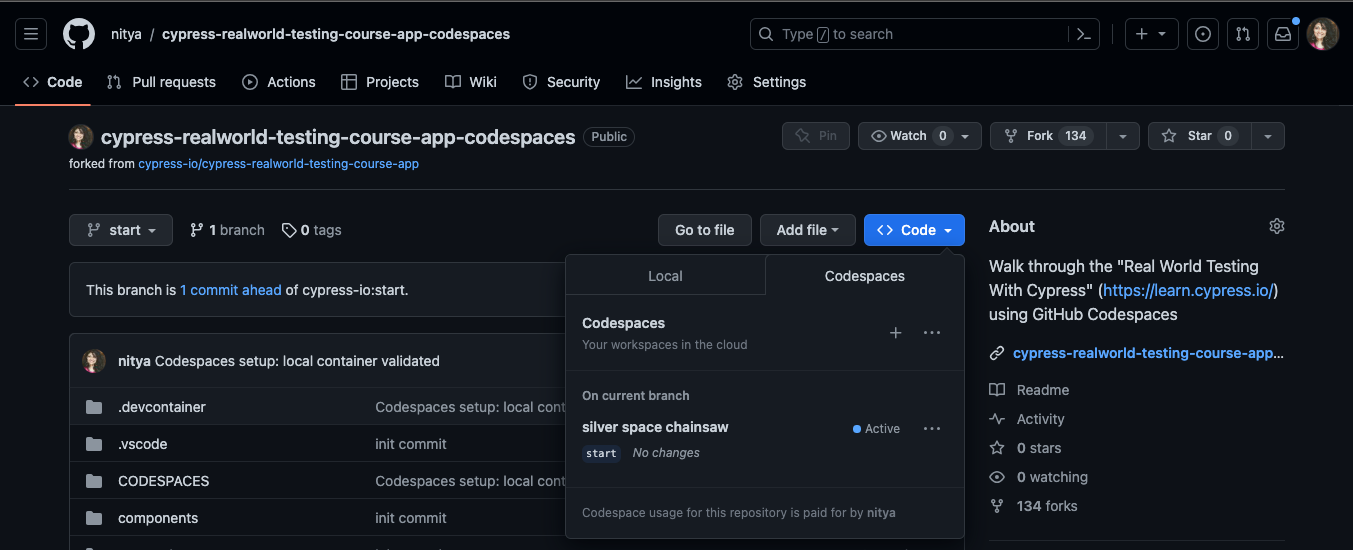 nitya / cypress-realworld-testing-course-app-codespaces
Type / to search
Code Pull requests Actions Projects Wiki Security Insights Settings
cypress-realworld-testing-course-app-codespaces Public
Pin Watch 0 Fork 134 Star 0
forked from cypress-io/cypress-realworld-testing-course-app
start 1 branch 0 tags
Go to file Add file <> Code
This branch is 1 commit ahead of cypress-io:start.
nitya Codespaces setup: local container validated
.devcontainer Codespaces setup: local cont
.vscode init commit
CODESPACES Codespaces setup: local cont
components init commit
Local Codespaces
Codespaces
Your workspaces in the cloud
On current branch
silver space chainsaw Active
start No changes
Codespace usage for this repository is paid for by nitya
About
Walk through the "Real World Testing
With Cypress" (https://learn.cypress.io/)
using GitHub Codespaces
cypress-realworld-testing-course-app...
Readme
Activity
0 stars
0 watching
134 forks